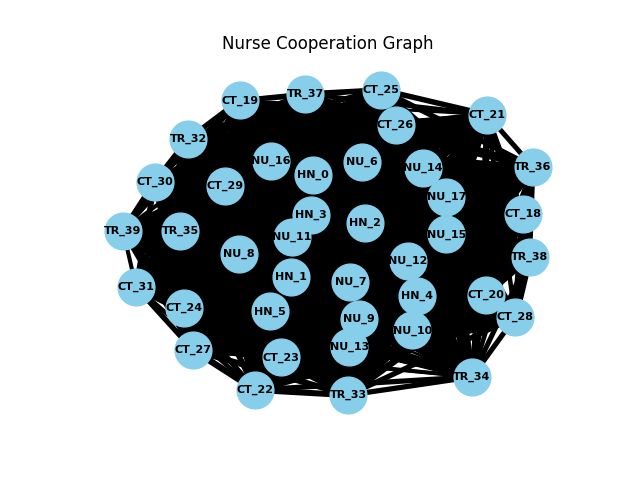 Nurse Cooperation Graph
CT_25
TR_37
CT_19
CT_21
CT_26
TR_32
NU_16
NU_6
TR_36
NU_14
HN_0
CT_30
CT_29
NU_17
CT_18
HN_3
HN_2
TR_39
TR_35
NU_11
NU_15
NU_8
TR_38
NU_12
HN_1
NU_7
CT_31
HN_4
CT_20
CT_24
HN_5
CT_28
NU_9
NU_10
NU_13
CT_27
CT_23
TR_34
CT_22
TR_33